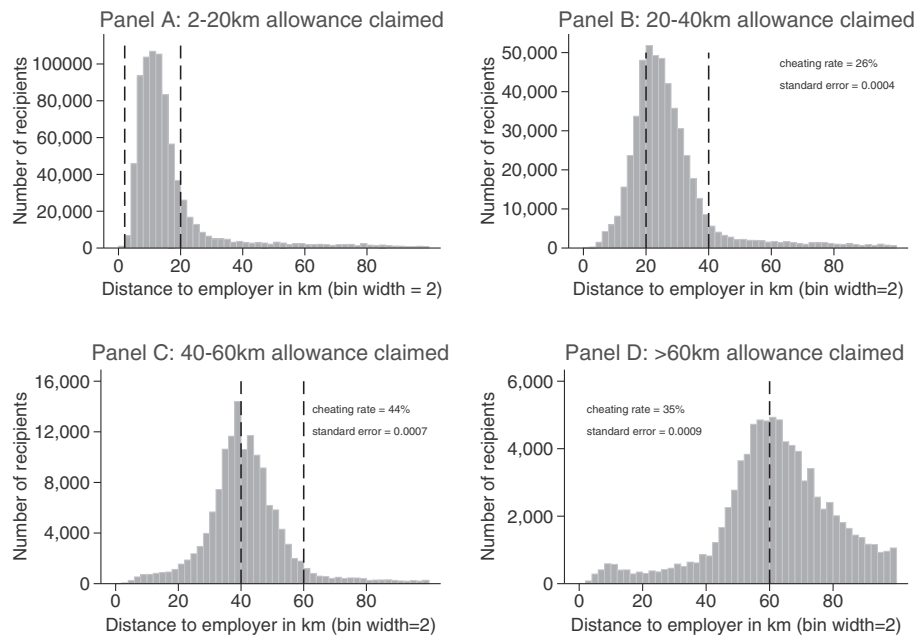 Panel A: 2-20km allowance claimed
Number of recipients
100000
80,000
60,000
40,000
20,000
0
0 20 40 60 80
Distance to employer in km (bin width = 2)
Panel B: 20-40km allowance claimed
Number of recipients
50,000
40,000
30,000
20,000
10,000
0
cheating rate = 26%
standard error = 0.0004
0 20 40 60 80
Distance to employer in km (bin width=2)
Panel C: 40-60km allowance claimed
Number of recipients
16,000
12,000
8,000
4,000
0
cheating rate = 44%
standard error = 0.0007
0 20 40 60 80
Distance to employer in km (bin width=2)
Panel D: >60km allowance claimed
Number of recipients
6,000
4,000
2,000
0
cheating rate = 35%
standard error = 0.0009
0 20 40 60 80
Distance to employer in km (bin width=2)